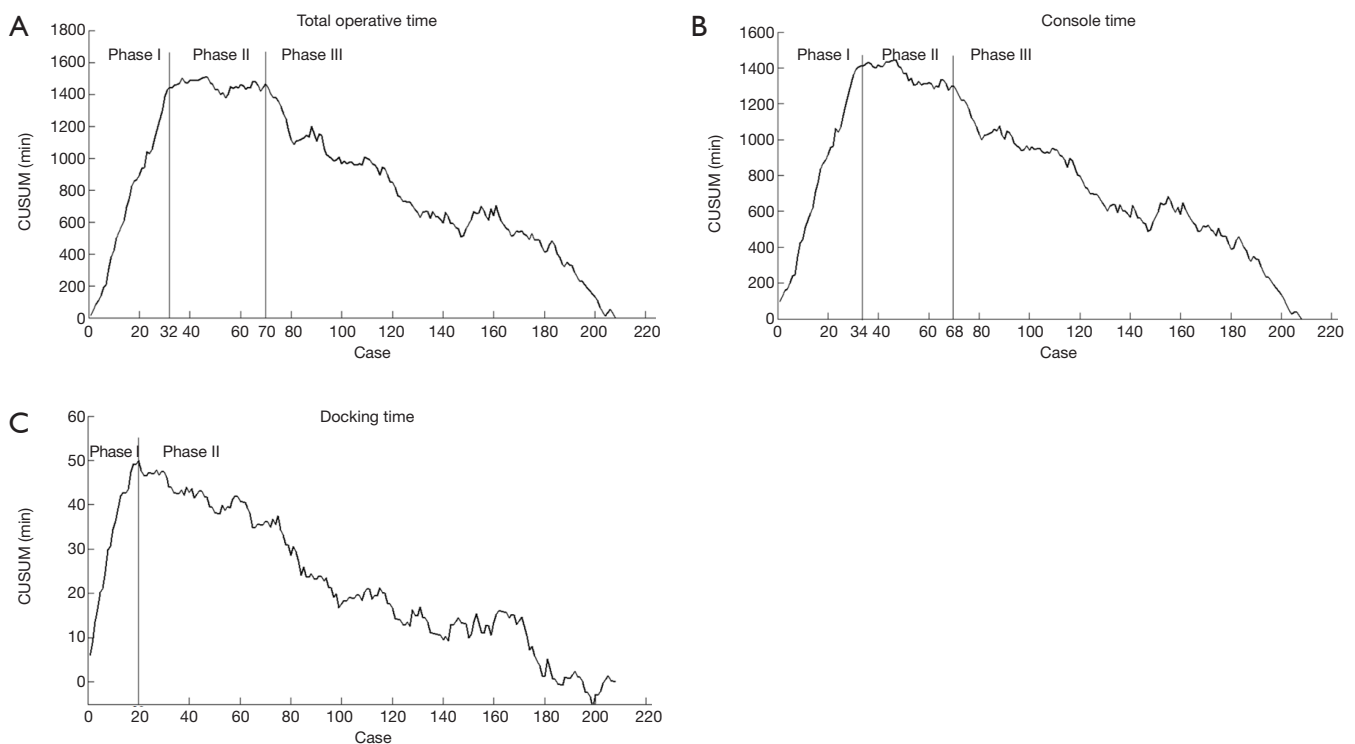 A
Total operative time
1800
1600
1400
1200
1000
800
600
400
200
0
CUSUM (min)
Phase I Phase II Phase III
0 20 32 40 60 70 80 100 120 140 160 180 200 220
Case
B
Console time
1600
1400
1200
1000
800
600
400
200
0
CUSUM (min)
Phase I Phase II Phase III
0 20 34 40 60 68 80 100 120 140 160 180 200 220
Case
C
Docking time
60
50
40
30
20
10
0
CUSUM (min)
Phase I Phase II
0 20 40 60 80 100 120 140 160 180 200 220
Case